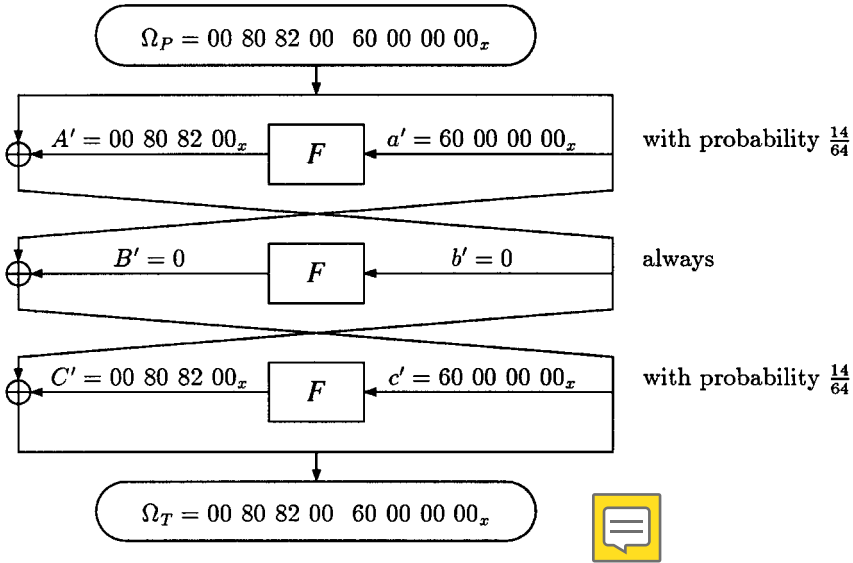 Ω_P = 00 80 82 00 60 00 00 00_x
A′ = 00 80 82 00_x F a′ = 60 00 00 00_x with probability 14/64
B′ = 0 F b′ = 0 always
C′ = 00 80 82 00_x F c′ = 60 00 00 00_x with probability 14/64
Ω_T = 00 80 82 00 60 00 00 00_x